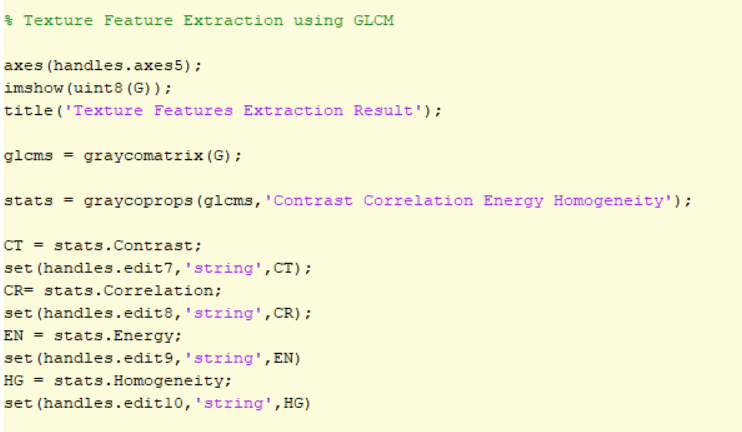 % Texture Feature Extraction using GLCM
axes(handles.axes5);
imshow(uint8(G));
title('Texture Features Extraction Result');
glcms = graycomatrix(G);
stats = graycoprops(glcms,'Contrast Correlation Energy Homogeneity');
CT = stats.Contrast;
set(handles.edit7,'string',CT);
CR= stats.Correlation;
set(handles.edit8,'string',CR);
EN = stats.Energy;
set(handles.edit9,'string',EN)
HG = stats.Homogeneity;
set(handles.edit10,'string',HG)